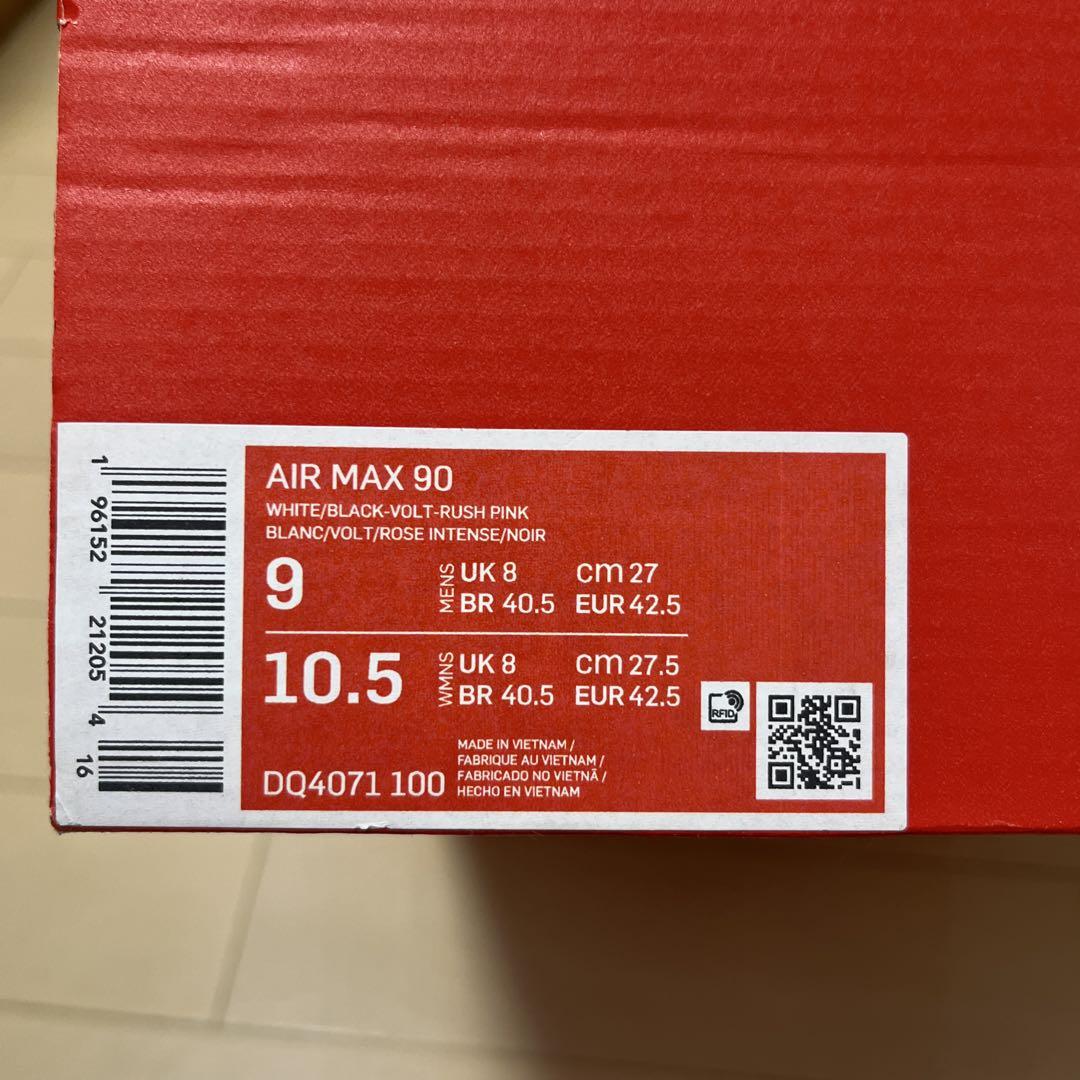 AIR MAX 90
WHITE/BLACK-VOLT-RUSH PINK
BLANC/VOLT/ROSE INTENSE/NOIR
9
MENS
UK 8 cm 27
BR 40.5 EUR 42.5
10.5
WMNS
UK 8 cm 27.5
BR 40.5 EUR 42.5
DQ4071 100
MADE IN VIETNAM /
FABRIQUE AU VIETNAM /
FABRICADO NO VIETNÃ /
HECHO EN VIETNAM
RFID
1 96152 21205 4
16